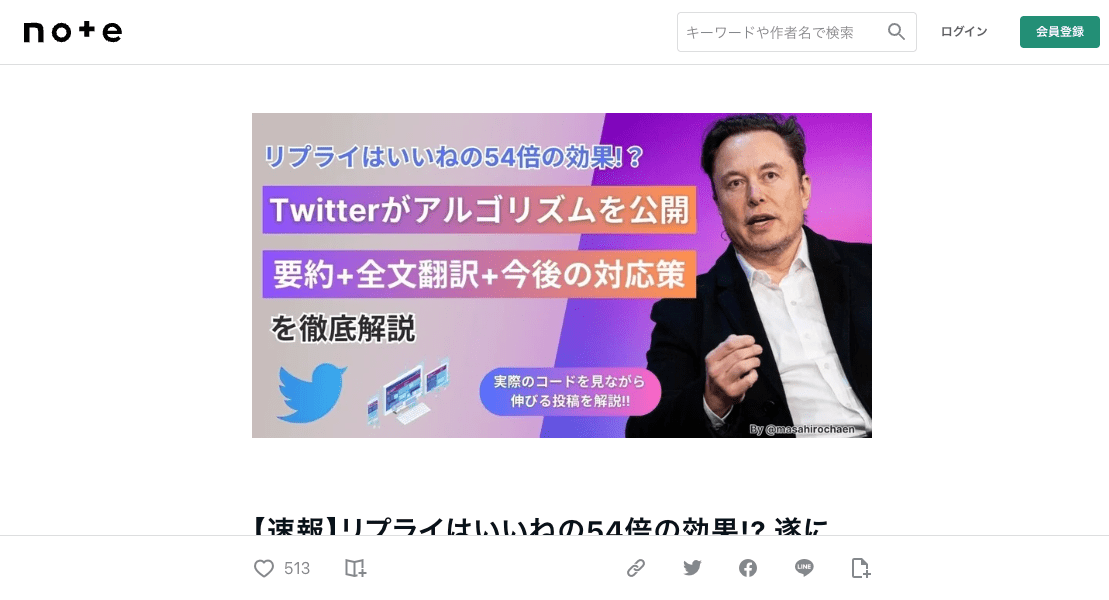 note
キーワードや作者名で検索
ログイン
会員登録
リプライはいいねの54倍の効果!?
Twitterがアルゴリズムを公開
要約+全文翻訳+今後の対応策
を徹底解説
実際のコードを見ながら
伸びる投稿を解説!!
By @masahirochaen
【速報】リプライはいいねの54倍の効果!? 遂に
513
LINE